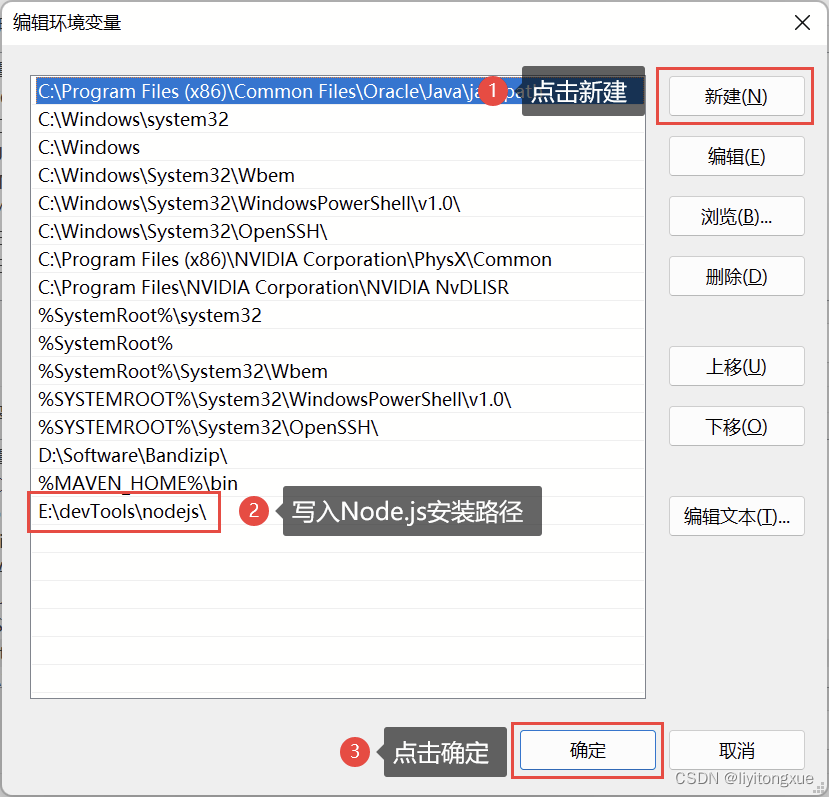 编辑环境变量
C:\Program Files (x86)\Common Files\Oracle\Java\
1 点击新建
新建(N)
C:\Windows\system32
C:\Windows
编辑(E)
C:\Windows\System32\Wbem
C:\Windows\System32\WindowsPowerShell\v1.0\
浏览(B)...
C:\Windows\System32\OpenSSH\
C:\Program Files (x86)\NVIDIA Corporation\PhysX\Common
删除(D)
C:\Program Files\NVIDIA Corporation\NVIDIA NvDLISR
%SystemRoot%\system32
%SystemRoot%
上移(U)
%SystemRoot%\System32\Wbem
%SYSTEMROOT%\System32\WindowsPowerShell\v1.0\
下移(O)
%SYSTEMROOT%\System32\OpenSSH\
D:\Software\Bandizip\
%MAVEN_HOME%\bin
E:\devTools\nodejs\
2 写入Node.js安装路径
编辑文本(T)...
3 点击确定
确定
取消
CSDN @liyitongxue